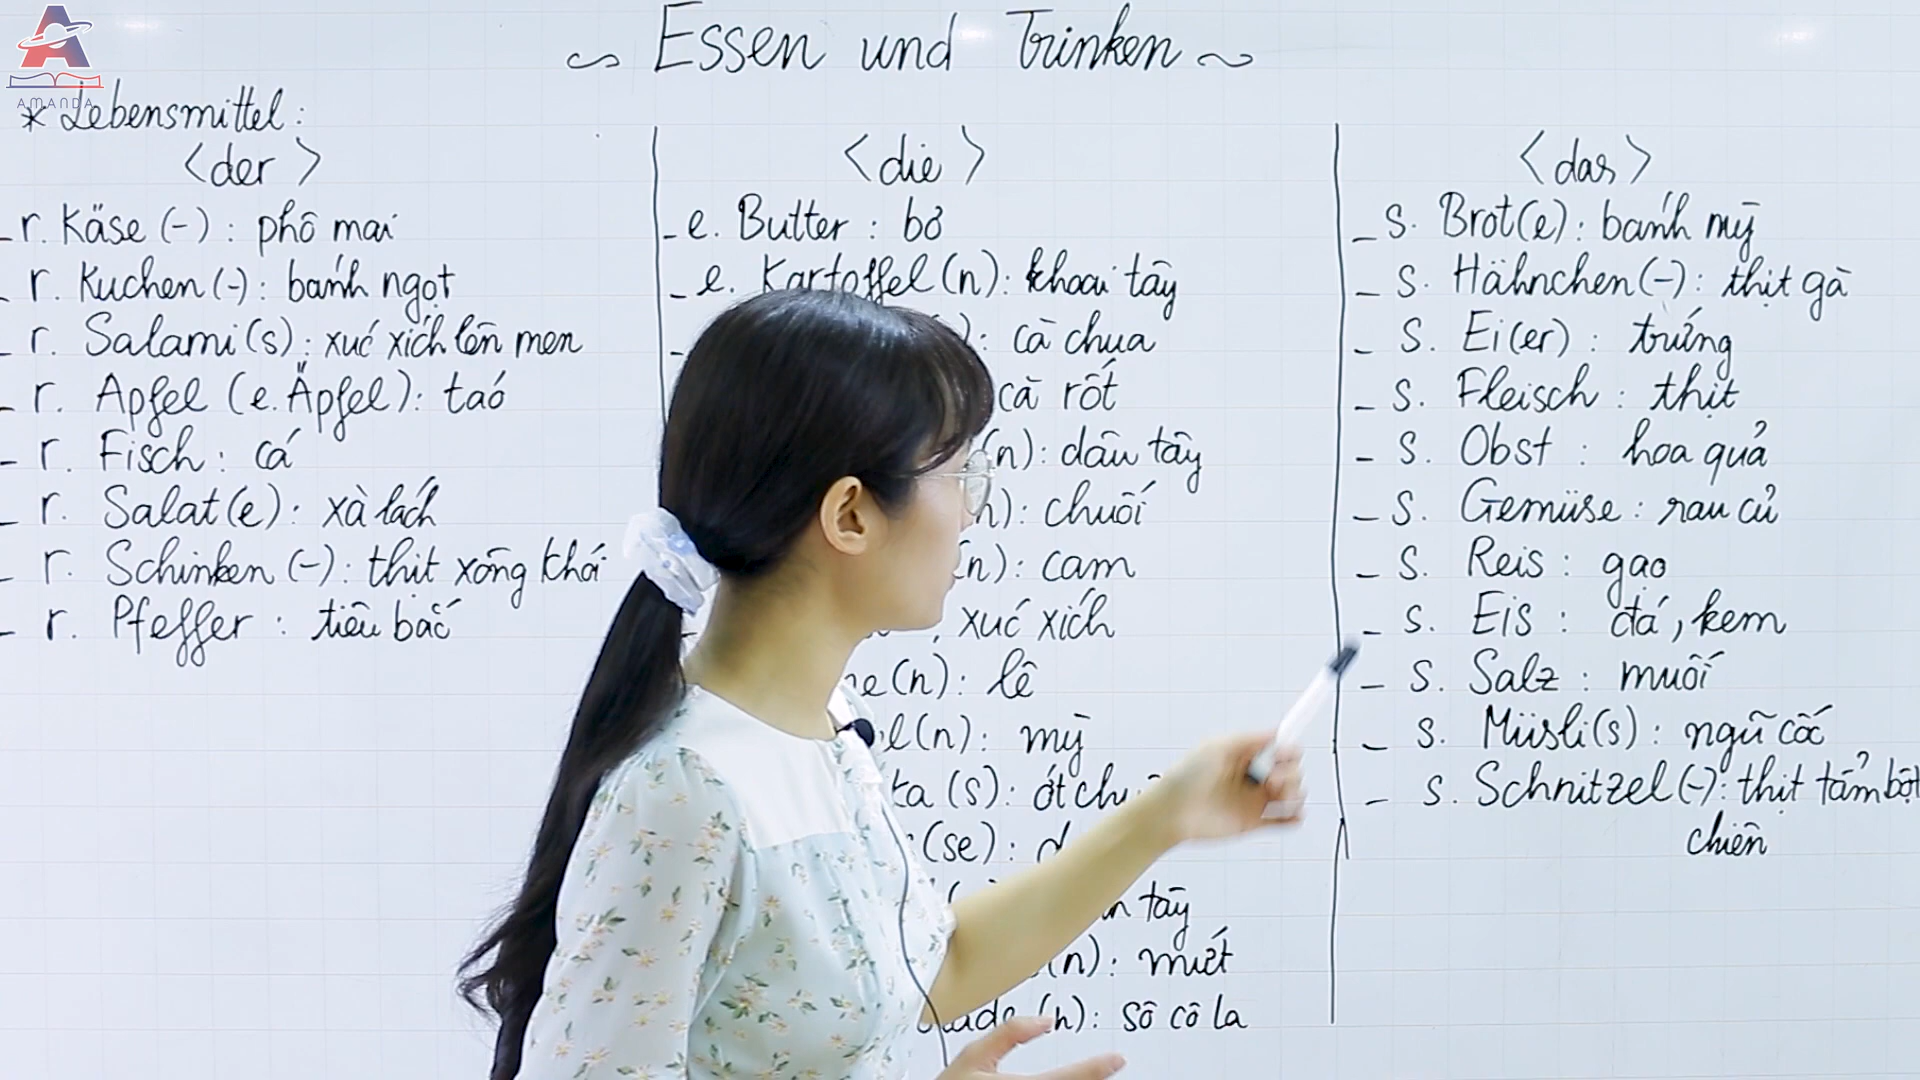 AMANDA
~ Essen und Trinken ~
* Lebensmittel :
<der>
- r. Käse (-) : phô mai
- r. Kuchen (-) : bánh ngọt
- r. Salami (s) : xúc xích lên men
- r. Apfel (e. Äpfel) : táo
- r. Fisch : cá
- r. Salat (e) : xà lách
- r. Schinken (-) : thịt xông khói
- r. Pfeffer : tiêu bắc
<die>
- e. Butter : bơ
- e. Kartoffel (n) : khoai tây
: cà chua
cà rốt
(n) : dâu tây
: chuối
(n) : cam
xúc xích
(n) : lê
(n) : mỳ
(s) : ớt
(se) :
tây
(n) : mứt
(n) : sô cô la
<das>
- s. Brot (e) : bánh mỳ
- s. Hähnchen (-) : thịt gà
- s. Ei (er) : trứng
- s. Fleisch : thịt
- s. Obst : hoa quả
- s. Gemüse : rau củ
- s. Reis : gạo
- s. Eis : đá, kem
- s. Salz : muối
- s. Müsli (s) : ngũ cốc
- s. Schnitzel (-) : thịt tẩm bột
chiên